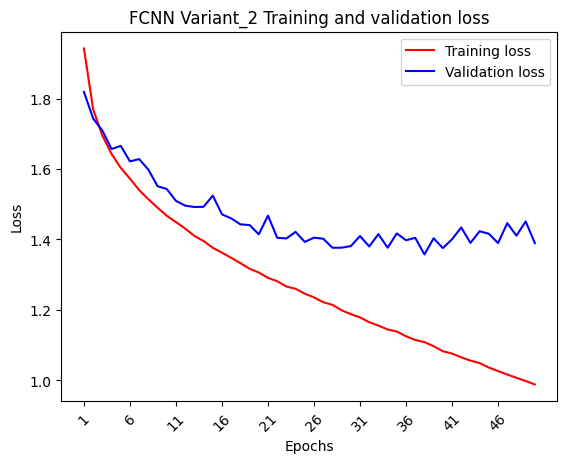 FCNN Variant_2 Training and validation loss
Training loss
Validation loss
1.8
1.6
1.4
1.2
1.0
Loss
1 6 11 16 21 26 31 36 41 46
Epochs